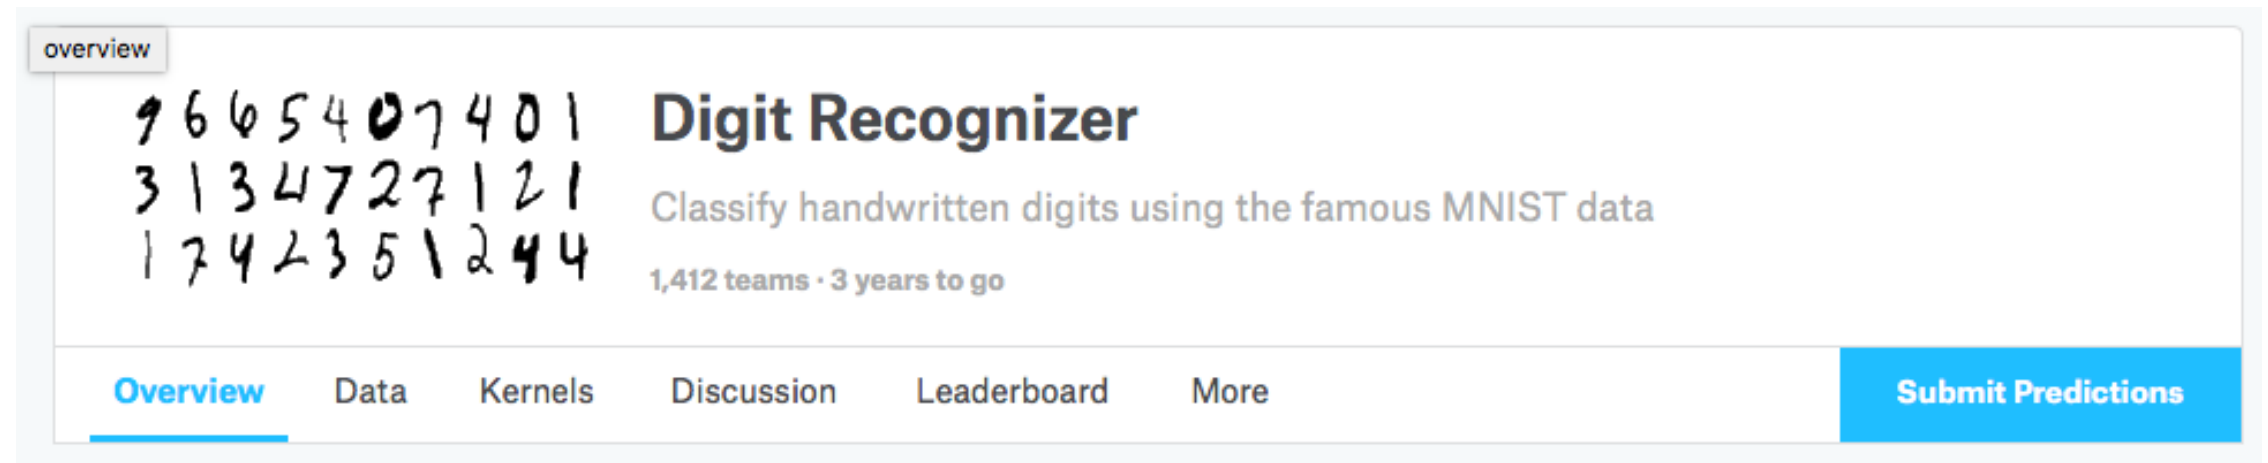 overview
9 6 6 5 4 0 7 4 0 1
3 1 3 4 7 2 7 1 2 1
1 7 4 2 3 5 1 2 4 4
Digit Recognizer
Classify handwritten digits using the famous MNIST data
1,412 teams · 3 years to go
Overview Data Kernels Discussion Leaderboard More Submit Predictions